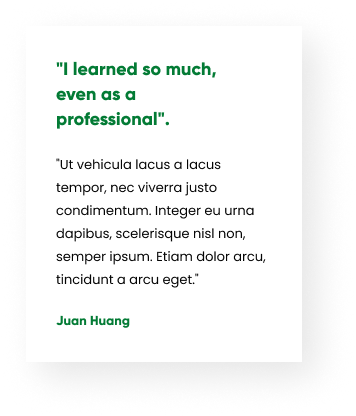 "I learned so much,
even as a
professional".
"Ut vehicula lacus a lacus
tempor, nec viverra justo
condimentum. Integer eu urna
dapibus, scelerisque nisl non,
semper ipsum. Etiam dolor arcu,
tincidunt a arcu eget."
Juan Huang